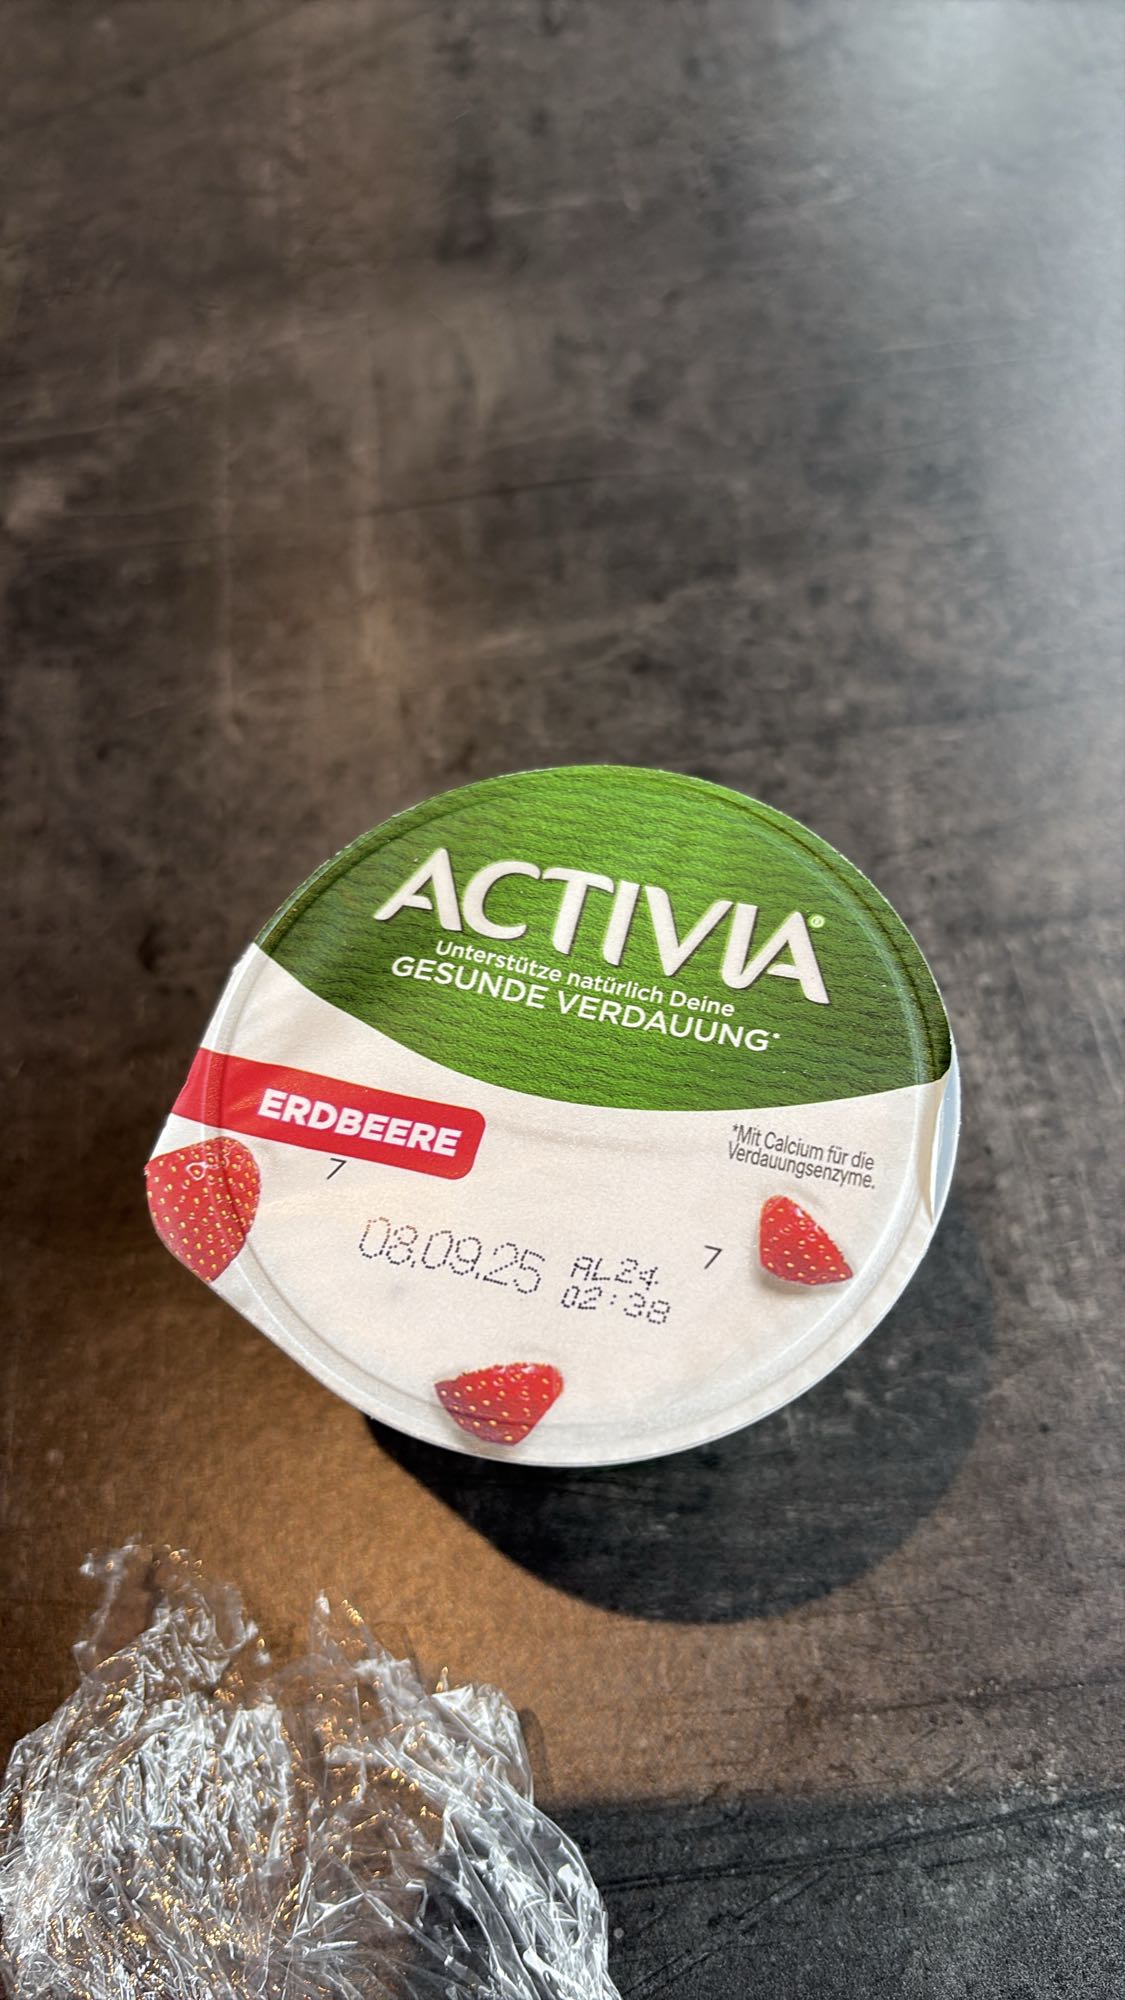 ACTIVIA®
Unterstütze natürlich Deine
GESUNDE VERDAUUNG*
ERDBEERE
*Mit Calcium für die
Verdauungsenzyme.
7
7
08.09.25 AL24
02:38